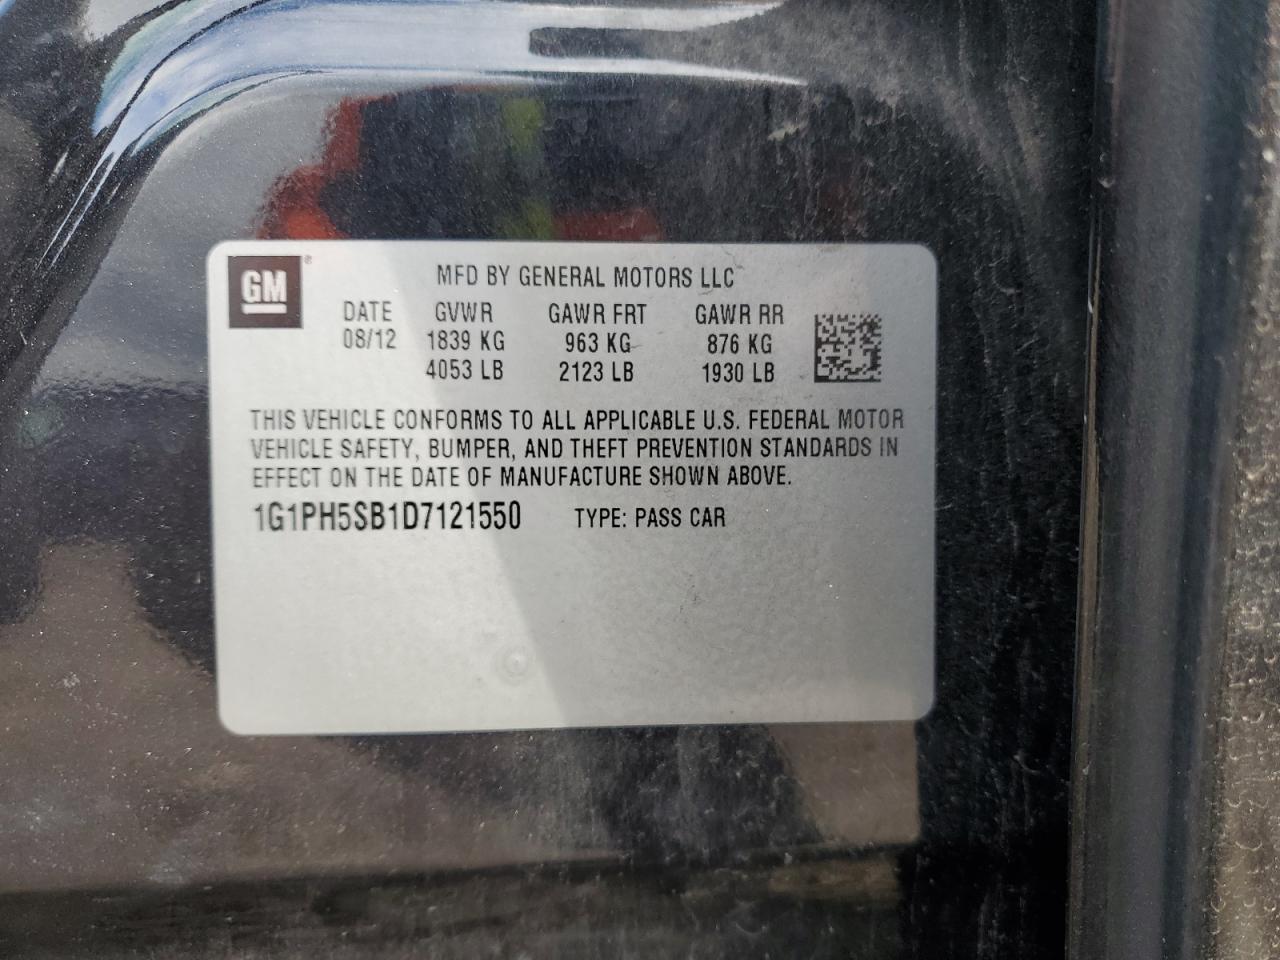 GM®
MFD BY GENERAL MOTORS LLC
DATE GVWR GAWR FRT GAWR RR
08/12 1839 KG 963 KG 876 KG
4053 LB 2123 LB 1930 LB
THIS VEHICLE CONFORMS TO ALL APPLICABLE U.S. FEDERAL MOTOR
VEHICLE SAFETY, BUMPER, AND THEFT PREVENTION STANDARDS IN
EFFECT ON THE DATE OF MANUFACTURE SHOWN ABOVE.
1G1PH5SB1D7121550 TYPE: PASS CAR